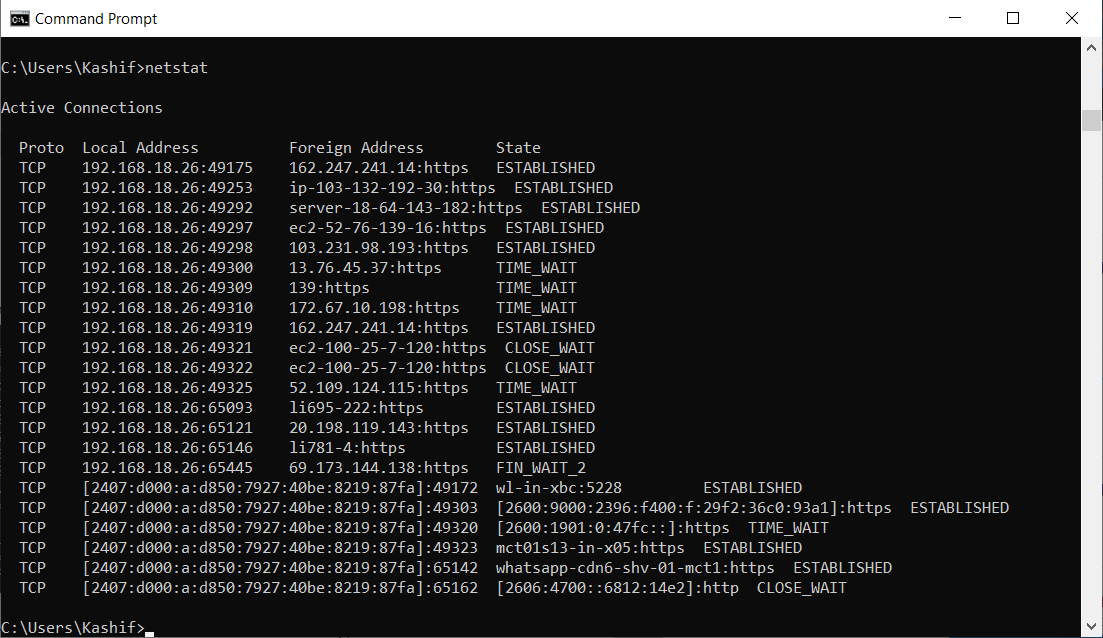 Command Prompt
C:\Users\Kashif>netstat
Active Connections
  Proto  Local Address          Foreign Address        State
  TCP    192.168.18.26:49175    162.247.241.14:https   ESTABLISHED
  TCP    192.168.18.26:49253    ip-103-132-192-30:https  ESTABLISHED
  TCP    192.168.18.26:49292    server-18-64-143-182:https  ESTABLISHED
  TCP    192.168.18.26:49297    ec2-52-76-139-16:https  ESTABLISHED
  TCP    192.168.18.26:49298    103.231.98.193:https   ESTABLISHED
  TCP    192.168.18.26:49300    13.76.45.37:https      TIME_WAIT
  TCP    192.168.18.26:49309    139:https              TIME_WAIT
  TCP    192.168.18.26:49310    172.67.10.198:https    TIME_WAIT
  TCP    192.168.18.26:49319    162.247.241.14:https   ESTABLISHED
  TCP    192.168.18.26:49321    ec2-100-25-7-120:https  CLOSE_WAIT
  TCP    192.168.18.26:49322    ec2-100-25-7-120:https  CLOSE_WAIT
  TCP    192.168.18.26:49325    52.109.124.115:https   TIME_WAIT
  TCP    192.168.18.26:65093    li695-222:https        ESTABLISHED
  TCP    192.168.18.26:65121    20.198.119.143:https   ESTABLISHED
  TCP    192.168.18.26:65146    li781-4:https          ESTABLISHED
  TCP    192.168.18.26:65445    69.173.144.138:https   FIN_WAIT_2
  TCP    [2407:d000:a:d850:7927:40be:8219:87fa]:49172  wl-in-xbc:5228         ESTABLISHED
  TCP    [2407:d000:a:d850:7927:40be:8219:87fa]:49303  [2600:9000:2396:f400:f:29f2:36c0:93a1]:https  ESTABLISHED
  TCP    [2407:d000:a:d850:7927:40be:8219:87fa]:49320  [2600:1901:0:47fc::]:https  TIME_WAIT
  TCP    [2407:d000:a:d850:7927:40be:8219:87fa]:49323  mct01s13-in-x05:https  ESTABLISHED
  TCP    [2407:d000:a:d850:7927:40be:8219:87fa]:65142  whatsapp-cdn6-shv-01-mct1:https  ESTABLISHED
  TCP    [2407:d000:a:d850:7927:40be:8219:87fa]:65162  [2606:4700::6812:14e2]:http  CLOSE_WAIT
C:\Users\Kashif>